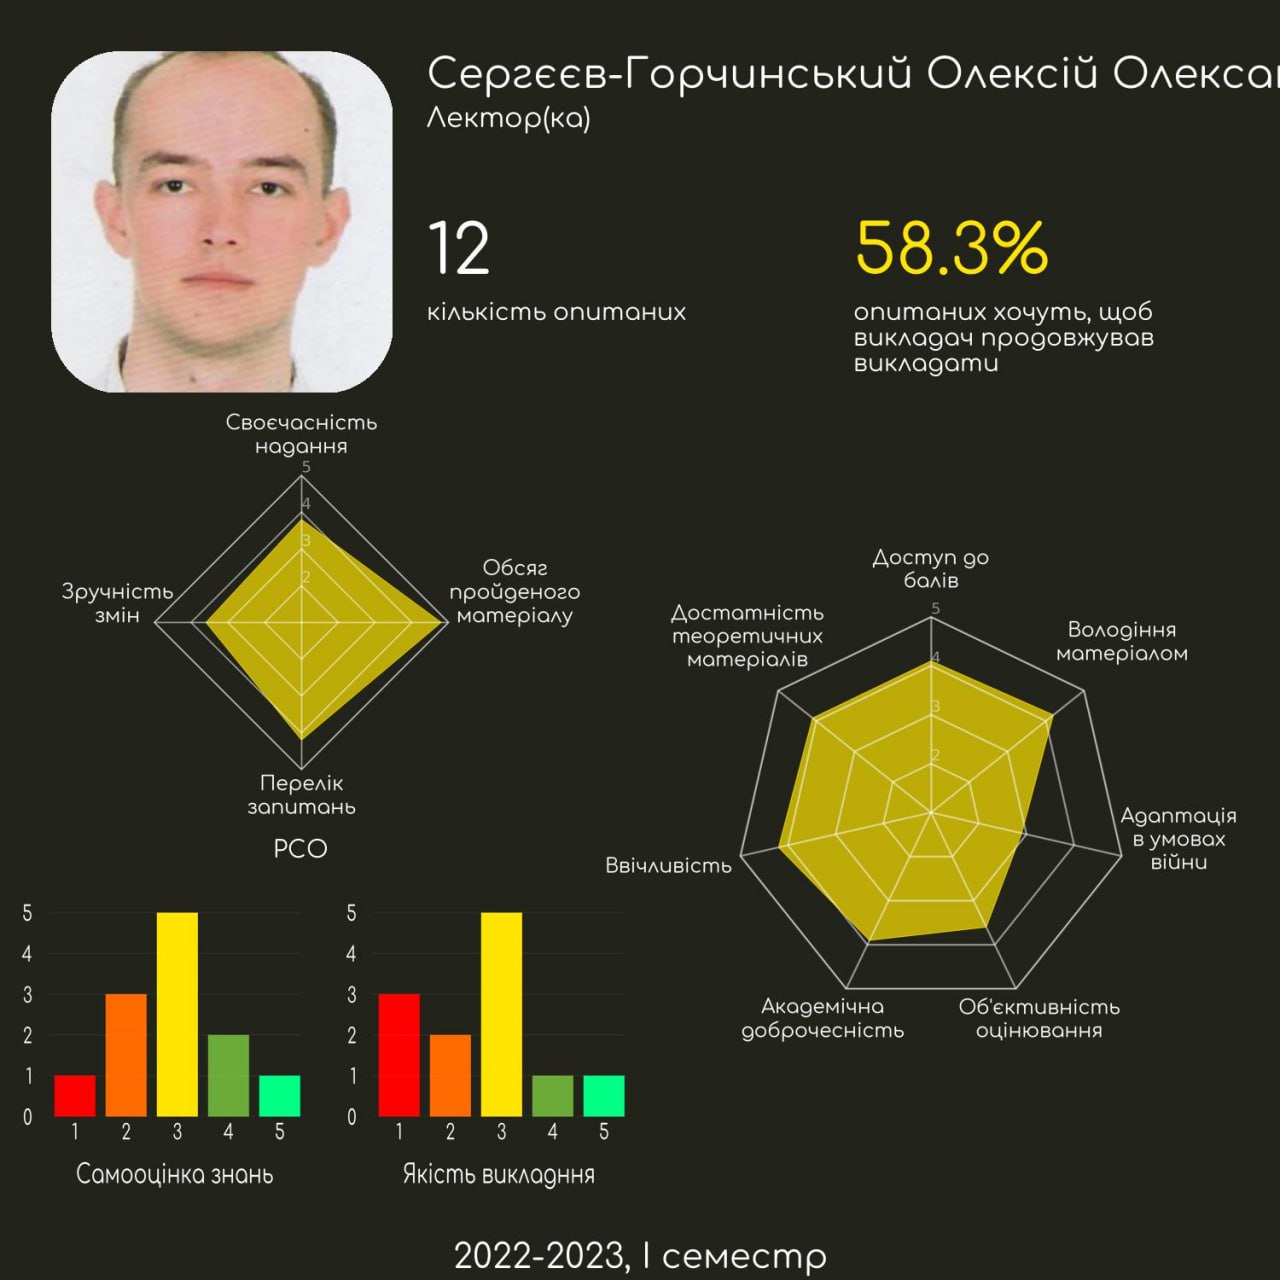 Сергєєв-Горчинський Олексій Олекса
Лектор(ка)
12
58.3%
кількість опитаних
опитаних хочуть, щоб
викладач продовжував
викладати
Своєчасність
надання
5
4
3
2
Зручність
змін
Обсяг
пройденого
матеріалу
Перелік
запитань
РСО
Доступ до
балів
5
4
3
2
Достатність
теоретичних
матеріалів
Володіння
матеріалом
Адаптація
в умовах
війни
Ввічливість
Академічна
доброчесність
Об'єктивність
оцінювання
5
4
3
2
1
0
1 2 3 4 5
Самооцінка знань
5
4
3
2
1
0
1 2 3 4 5
Якість викладння
2022-2023, І семестр